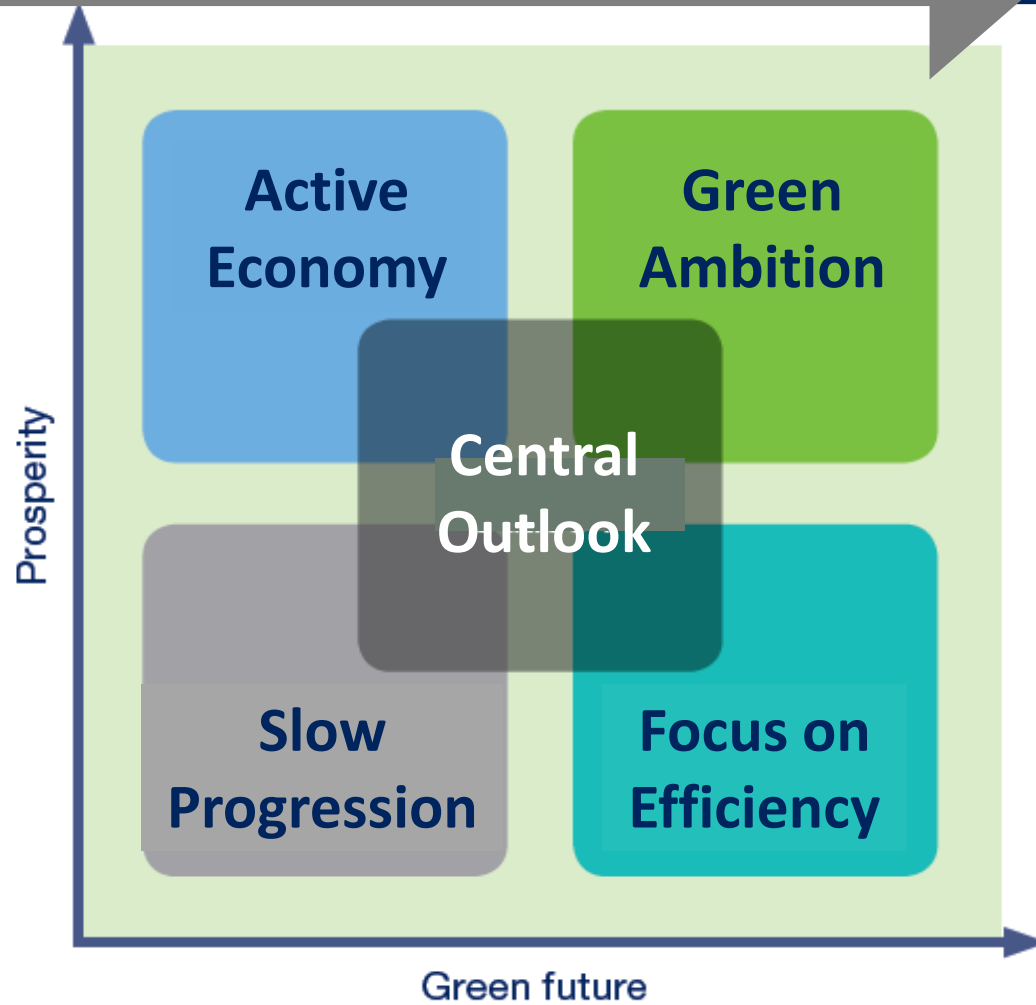 Active
Economy
Green
Ambition
Central
Outlook
Slow
Progression
Focus on
Efficiency
Prosperity
Green future